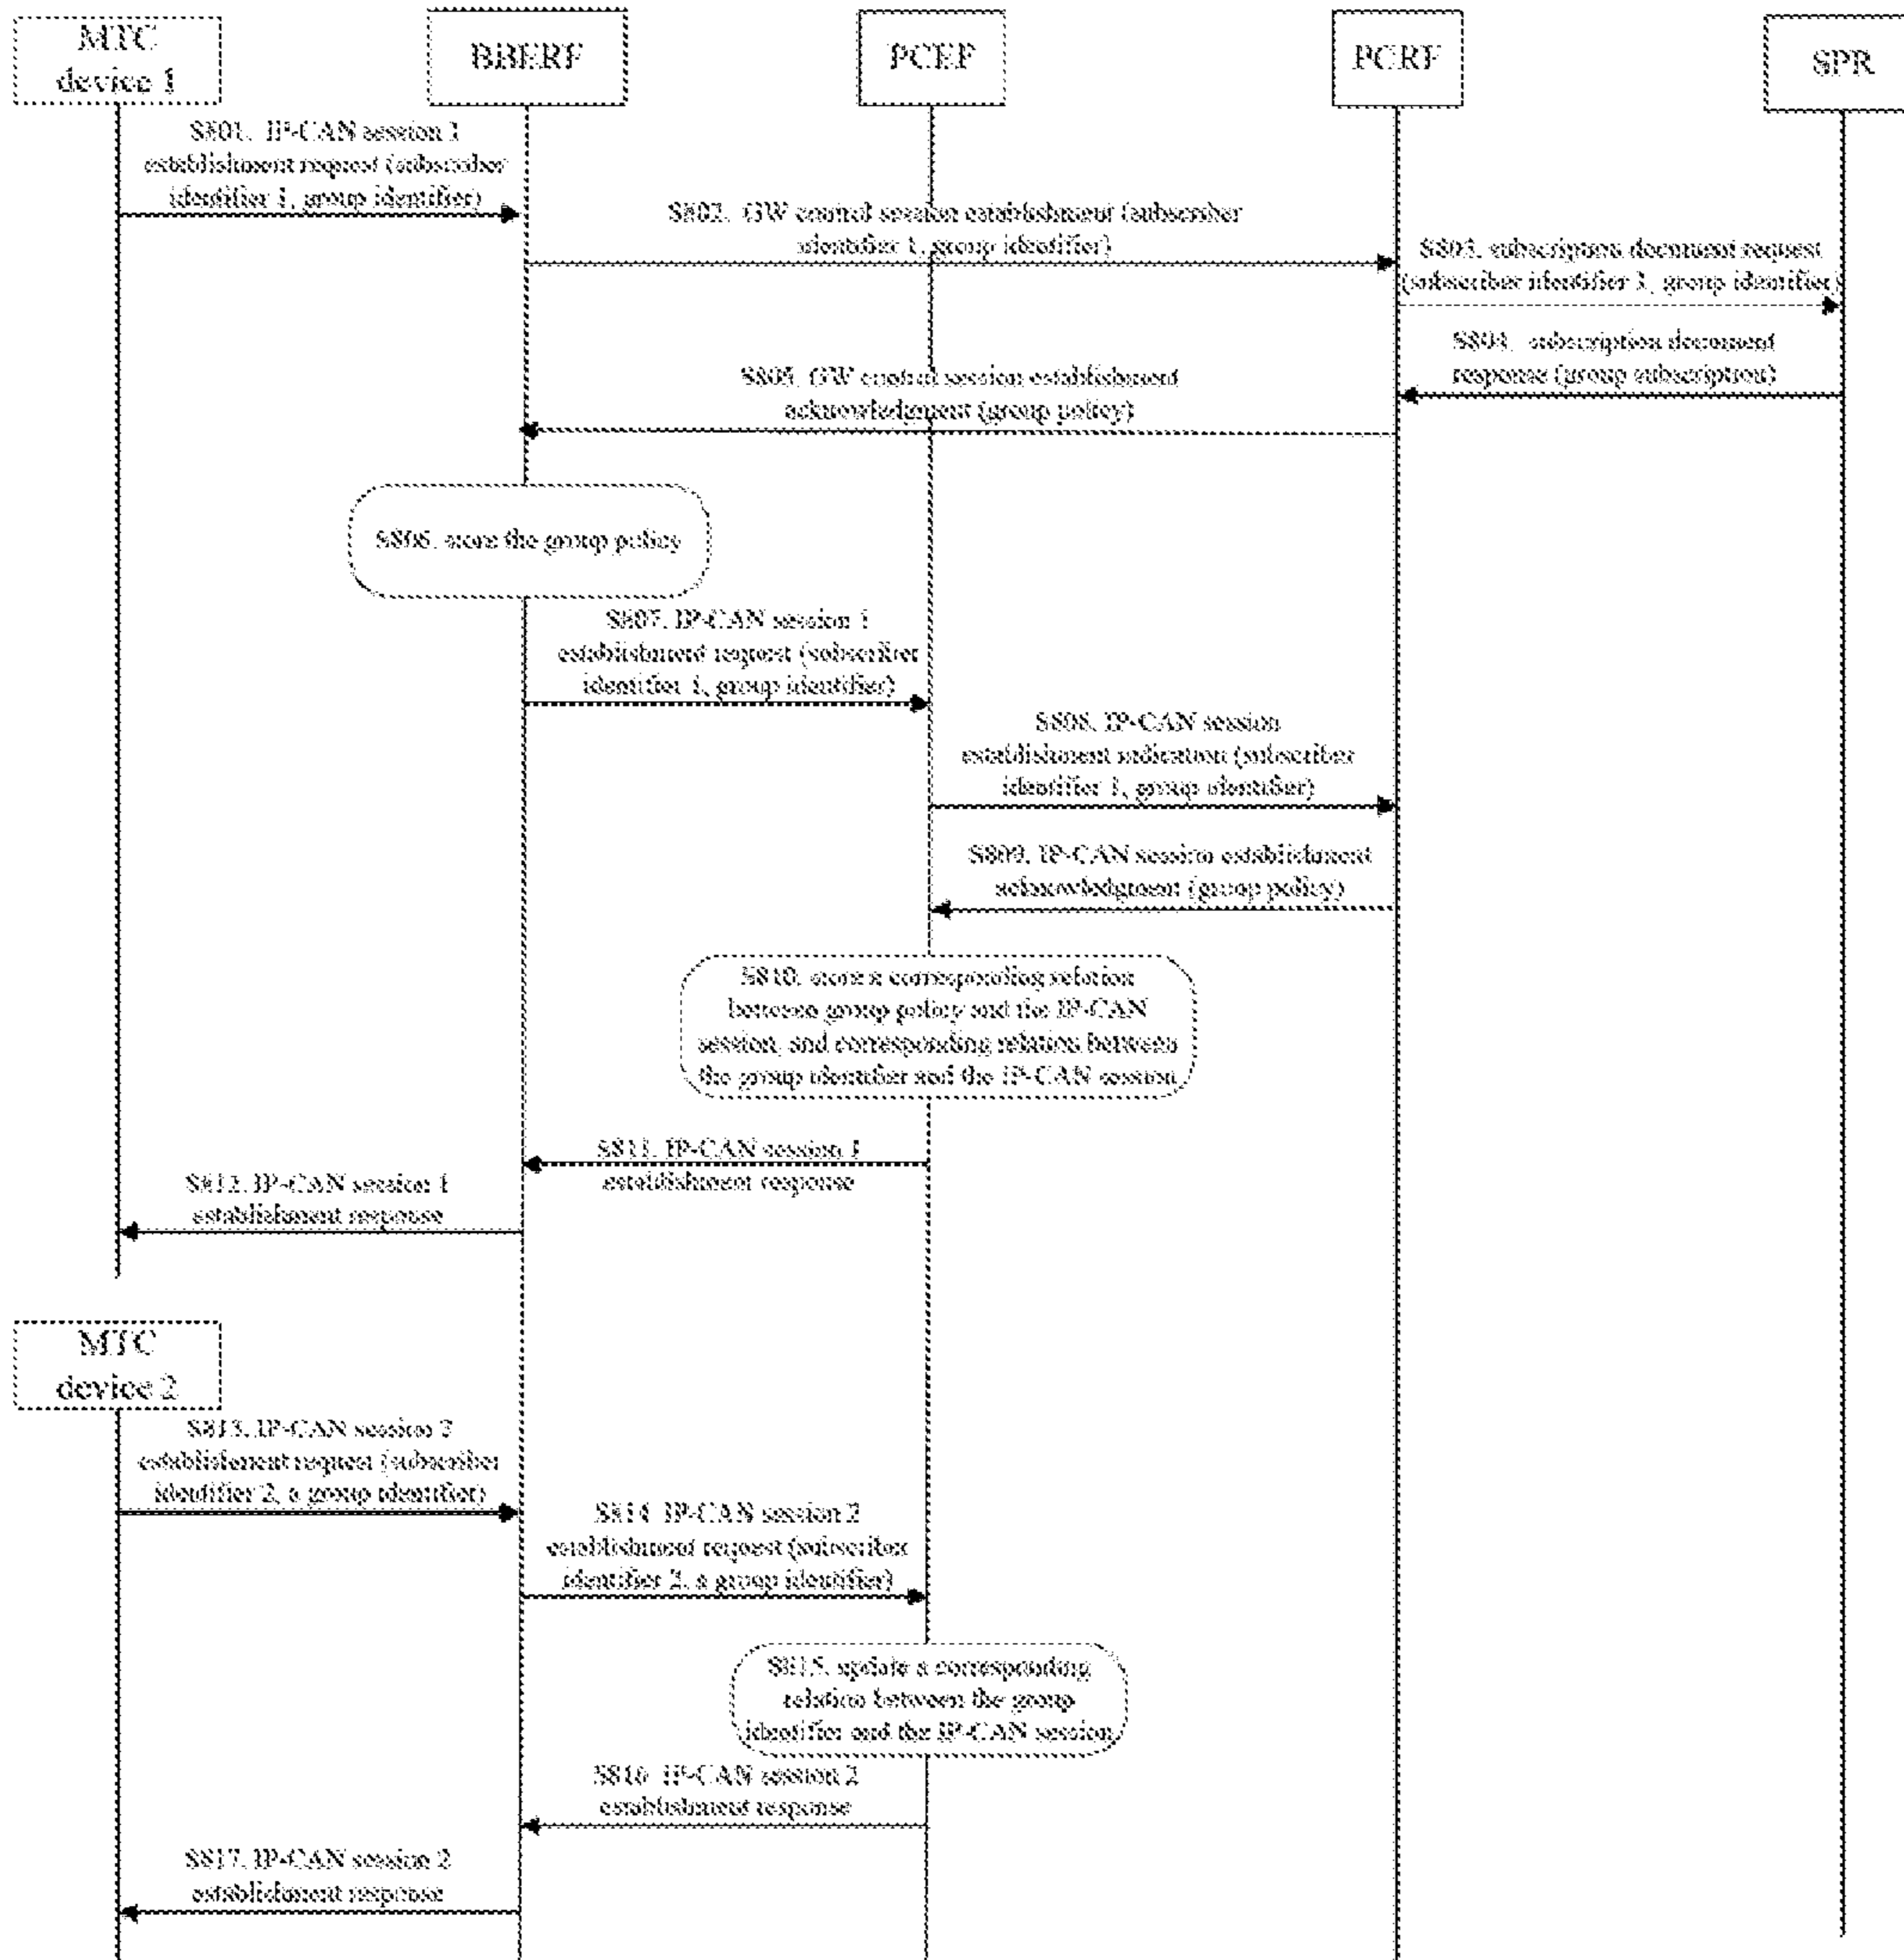 MTC
device 1
BBERF
PCEF
PCRF
SPR
S801. IP-CAN session 1
establishment request (subscriber
identifier 1, group identifier)
S802. GW control session establishment (subscriber
identifier 1, group identifier)
S803. subscription document request
(subscriber identifier 1, group identifier)
S804. subscription document
response (group subscription)
S805. GW control session establishment
acknowledgment (group policy)
S806. store the group policy
S807. IP-CAN session 1
establishment request (subscriber
identifier 1, group identifier)
S808. IP-CAN session
establishment indication (subscriber
identifier 1, group identifier)
S809. IP-CAN session establishment
acknowledgment (group policy)
S810. store a corresponding relation
between group policy and the IP-CAN
session, and corresponding relation between
the group identifier and the IP-CAN session
S811. IP-CAN session 1
establishment response
S812. IP-CAN session 1
establishment response
MTC
device 2
S813. IP-CAN session 2
establishment request (subscriber
identifier 2, a group identifier)
S814. IP-CAN session 2
establishment request (subscriber
identifier 2, a group identifier)
S815. update a corresponding
relation between the group
identifier and the IP-CAN session
S816. IP-CAN session 2
establishment response
S817. IP-CAN session 2
establishment response